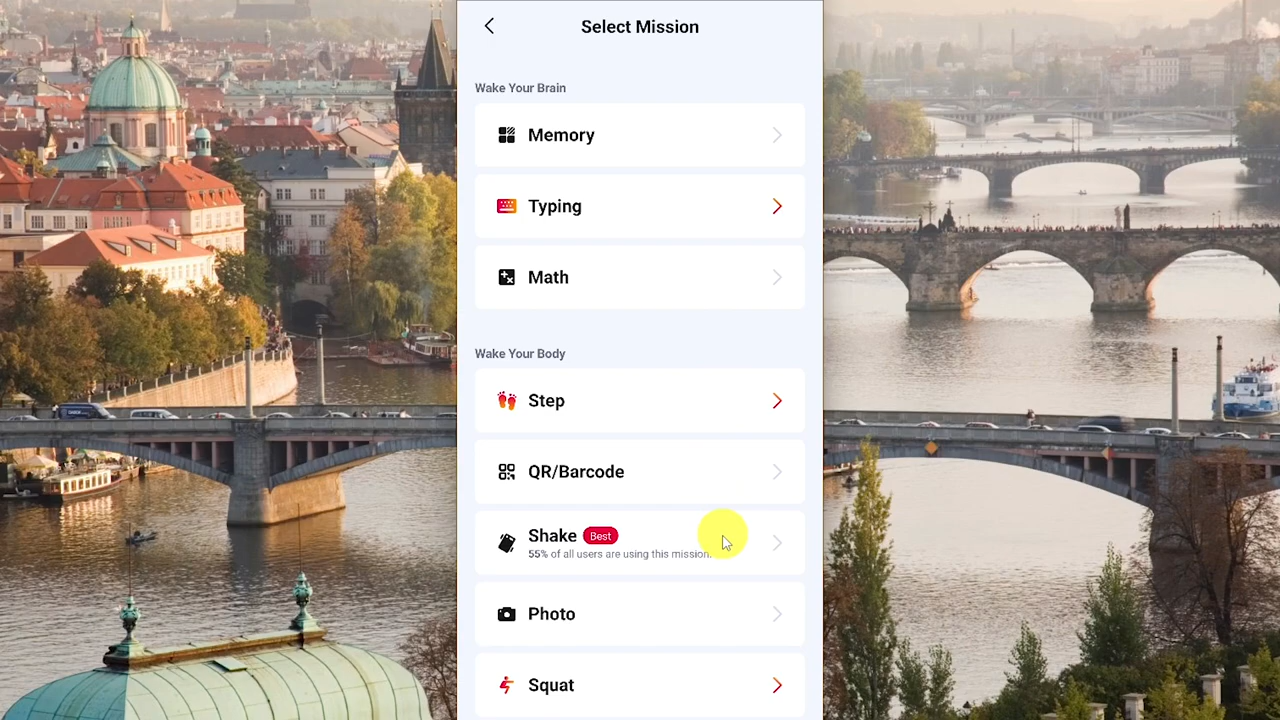 Select Mission
Wake Your Brain
Memory
Typing
Math
Wake Your Body
Step
QR/Barcode
Shake Best
55% of all users are using this mission.
Photo
Squat